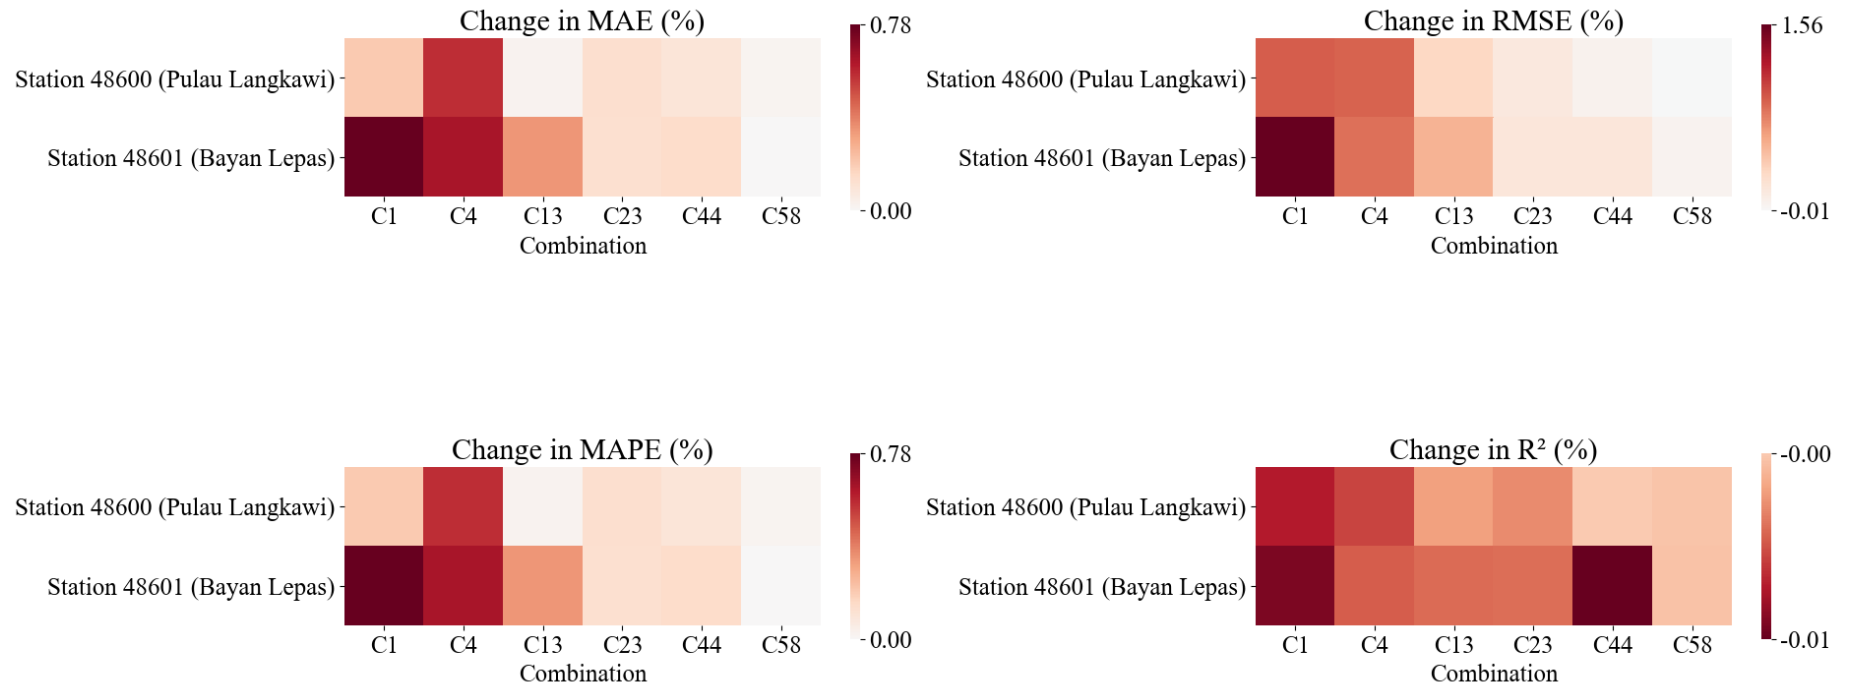 Change in MAE (%)
Station 48600 (Pulau Langkawi)
Station 48601 (Bayan Lepas)
C1 C4 C13 C23 C44 C58
Combination
0.78
0.00
Change in RMSE (%)
Station 48600 (Pulau Langkawi)
Station 48601 (Bayan Lepas)
C1 C4 C13 C23 C44 C58
Combination
1.56
-0.01
Change in MAPE (%)
Station 48600 (Pulau Langkawi)
Station 48601 (Bayan Lepas)
C1 C4 C13 C23 C44 C58
Combination
0.78
0.00
Change in R² (%)
Station 48600 (Pulau Langkawi)
Station 48601 (Bayan Lepas)
C1 C4 C13 C23 C44 C58
Combination
-0.00
-0.01